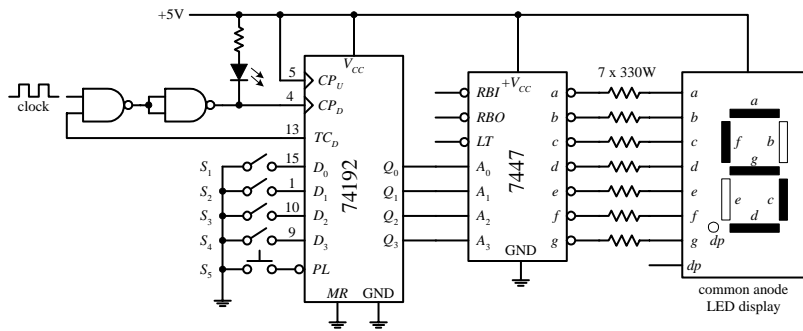 +5V
clock
5
4
13
15
1
10
9
V_CC
CP_U
CP_D
TC_D
S_1
S_2
S_3
S_4
S_5
D_0
D_1
D_2
D_3
PL
MR
GND
74192
Q_0
Q_1
Q_2
Q_3
+V_CC
RBI
RBO
LT
A_0
A_1
A_2
A_3
7447
a
b
c
d
e
f
g
GND
7 x 330W
a
b
c
d
e
f
g
dp
a
f
b
g
e
c
d
dp
common anode
LED display